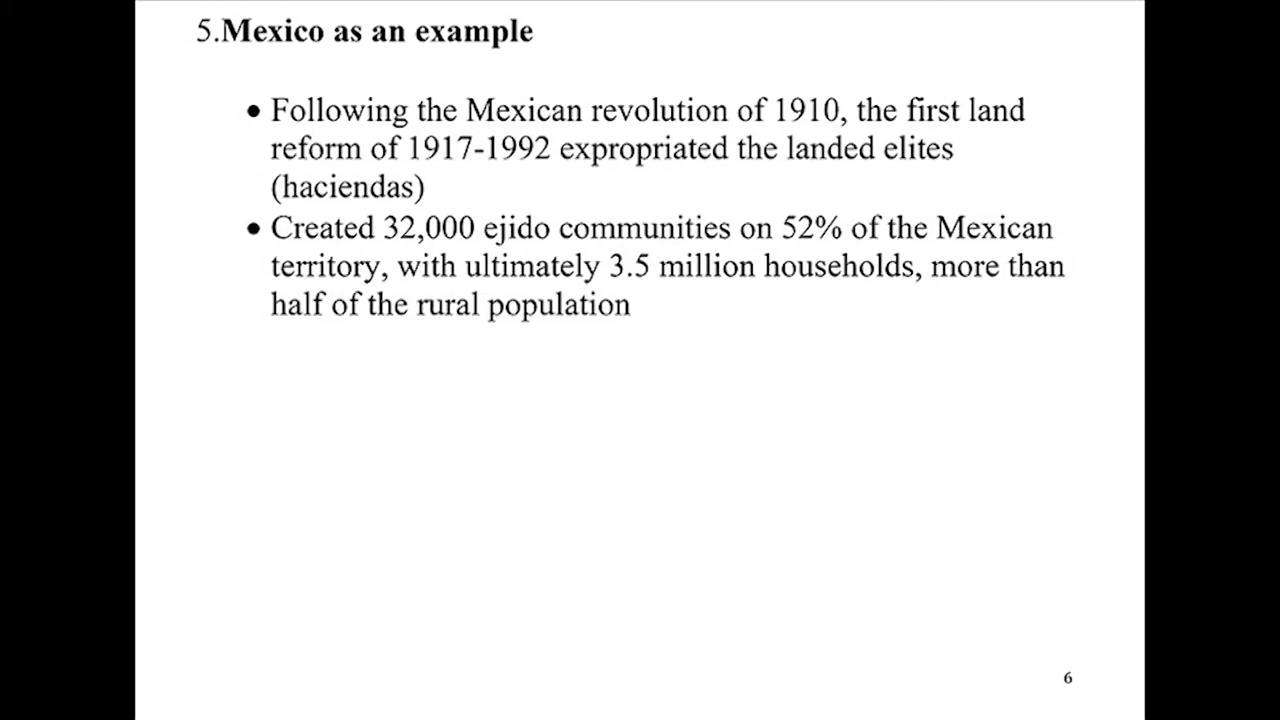 5.Mexico as an example
• Following the Mexican revolution of 1910, the first land
reform of 1917-1992 expropriated the landed elites
(haciendas)
• Created 32,000 ejido communities on 52% of the Mexican
territory, with ultimately 3.5 million households, more than
half of the rural population
6